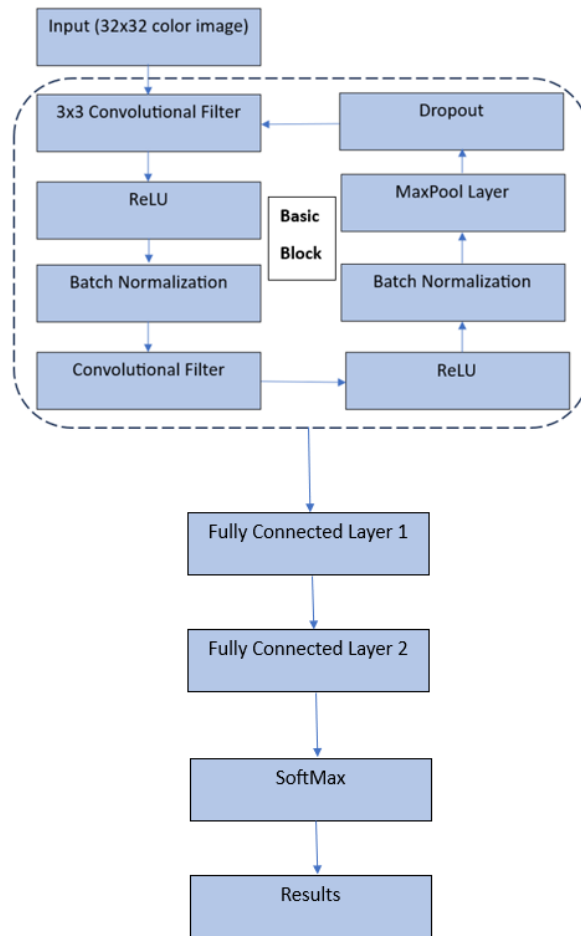 Input (32x32 color image)
3x3 Convolutional Filter
ReLU
Batch Normalization
Convolutional Filter
Basic
Block
Dropout
MaxPool Layer
Batch Normalization
ReLU
Fully Connected Layer 1
Fully Connected Layer 2
SoftMax
Results